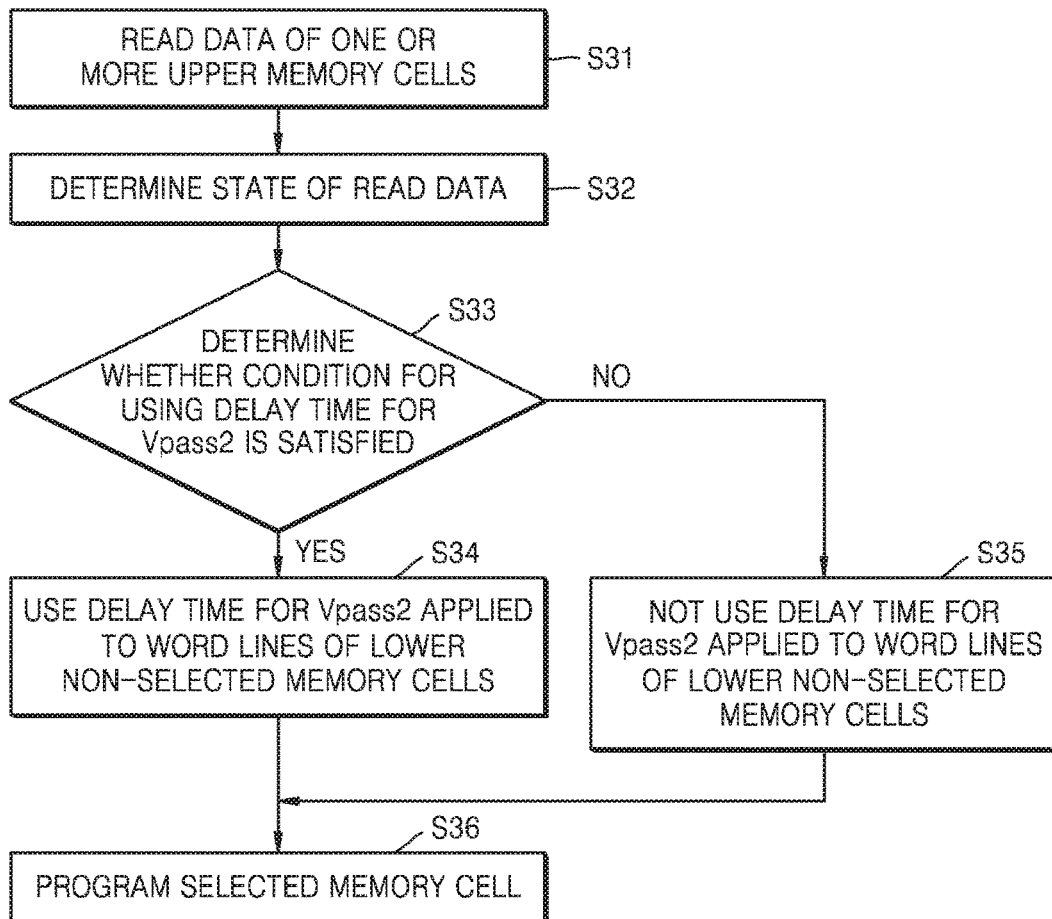 READ DATA OF ONE OR
MORE UPPER MEMORY CELLS
S31
DETERMINE STATE OF READ DATA
S32
S33
DETERMINE
WHETHER CONDITION FOR
USING DELAY TIME FOR
Vpass2 IS SATISFIED
NO
YES
S34
USE DELAY TIME FOR Vpass2 APPLIED
TO WORD LINES OF LOWER
NON-SELECTED MEMORY CELLS
S35
NOT USE DELAY TIME FOR
Vpass2 APPLIED TO WORD LINES
OF LOWER NON-SELECTED
MEMORY CELLS
S36
PROGRAM SELECTED MEMORY CELL